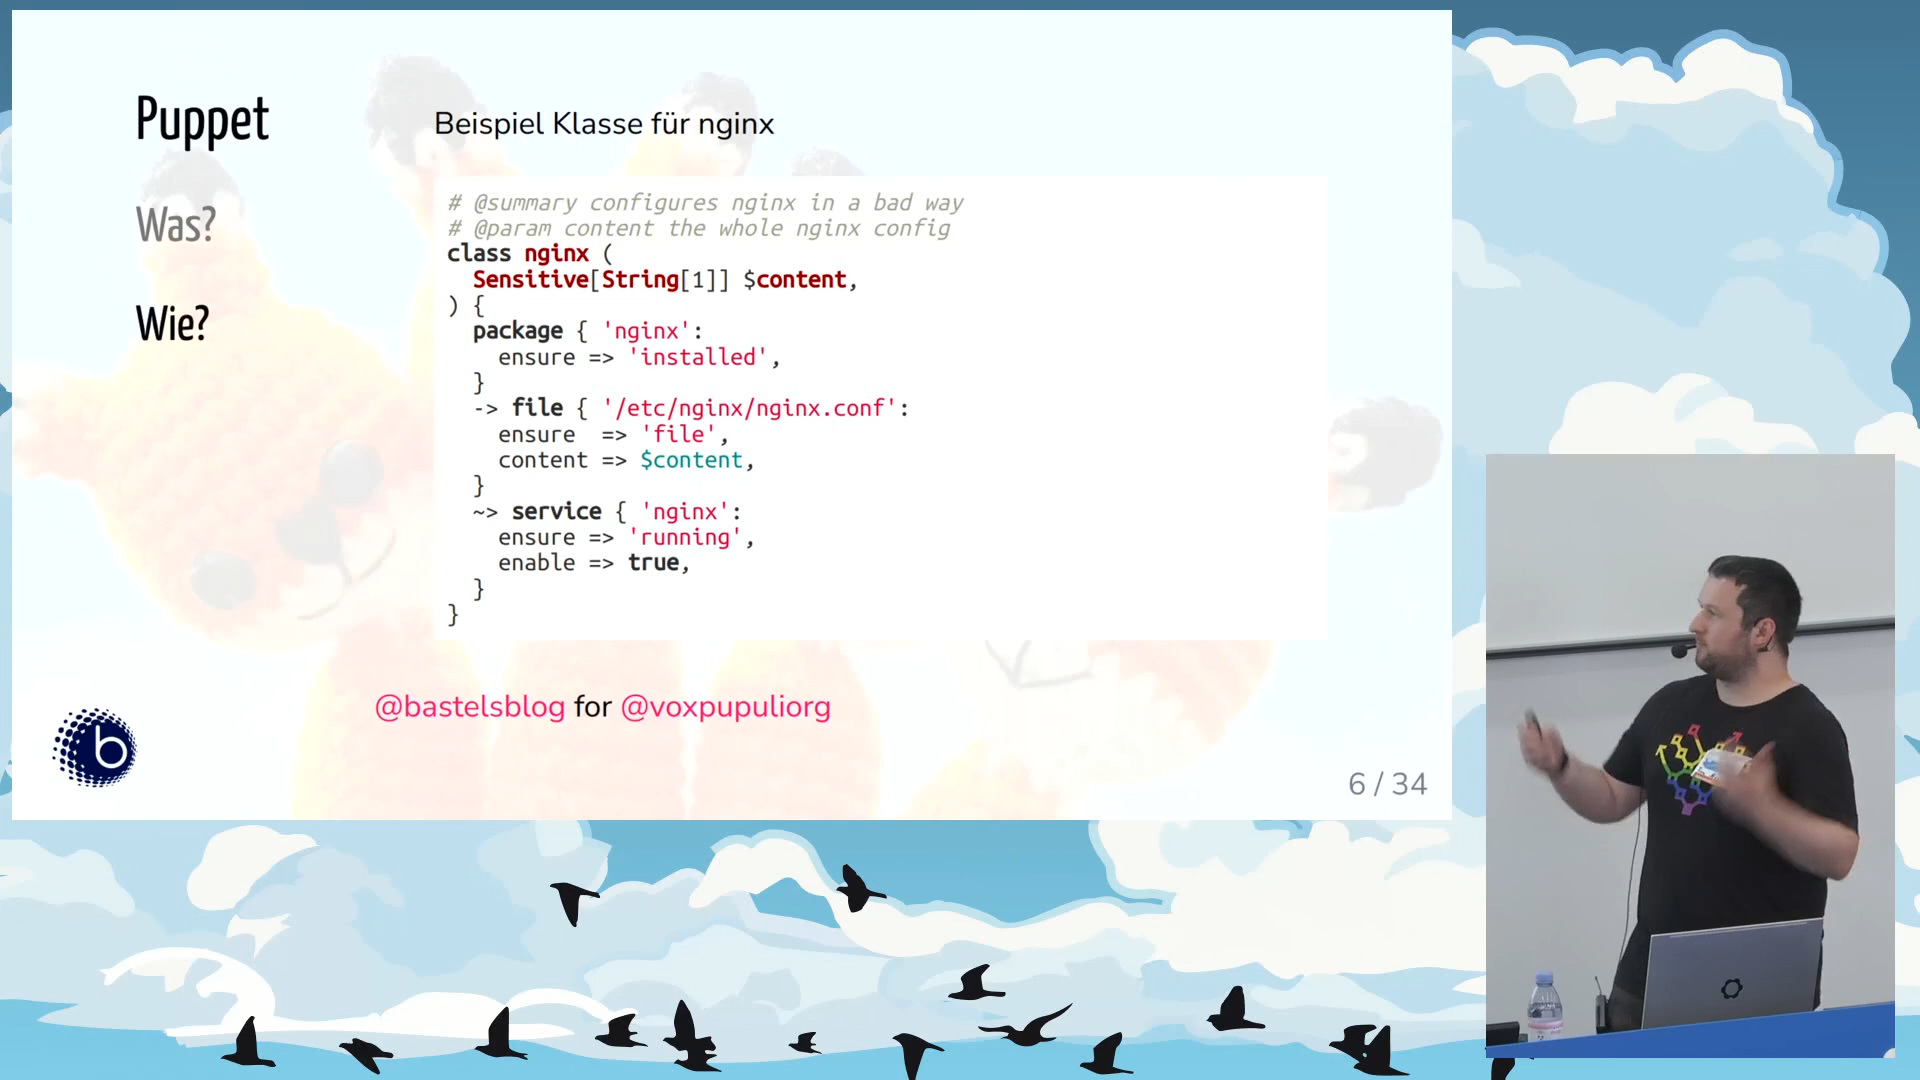 Puppet
Was?
Wie?
Beispiel Klasse für nginx
# @summary configures nginx in a bad way
# @param content the whole nginx config
class nginx (
  Sensitive[String[1]] $content,
) {
  package { 'nginx':
    ensure => 'installed',
  }
  -> file { '/etc/nginx/nginx.conf':
    ensure  => 'file',
    content => $content,
  }
  ~> service { 'nginx':
    ensure => 'running',
    enable => true,
  }
}
@bastelsblog for @voxpupuliorg
b
6 / 34